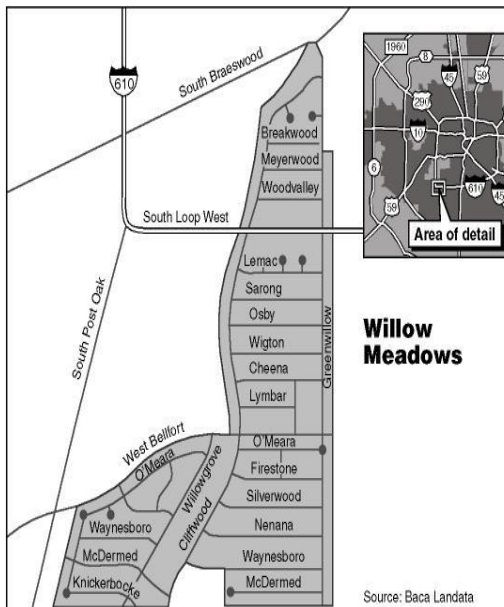 610
South Braeswood
Breakwood
Meyerwood
Woodvalley
South Loop West
1960
8
45
59
290
10
6
610
59
45
Area of detail
Lemac
Sarong
Osby
Wigton
Cheena
Lymbar
Greenwillow
Willow
Meadows
South Post Oak
West Bellfort
O'Meara
O'Meara
Willowgrove
Cliffwood
Firestone
Silverwood
Nenana
Waynesboro
McDermed
Waynesboro
McDermed
Knickerbocke
Source: Baca Landata